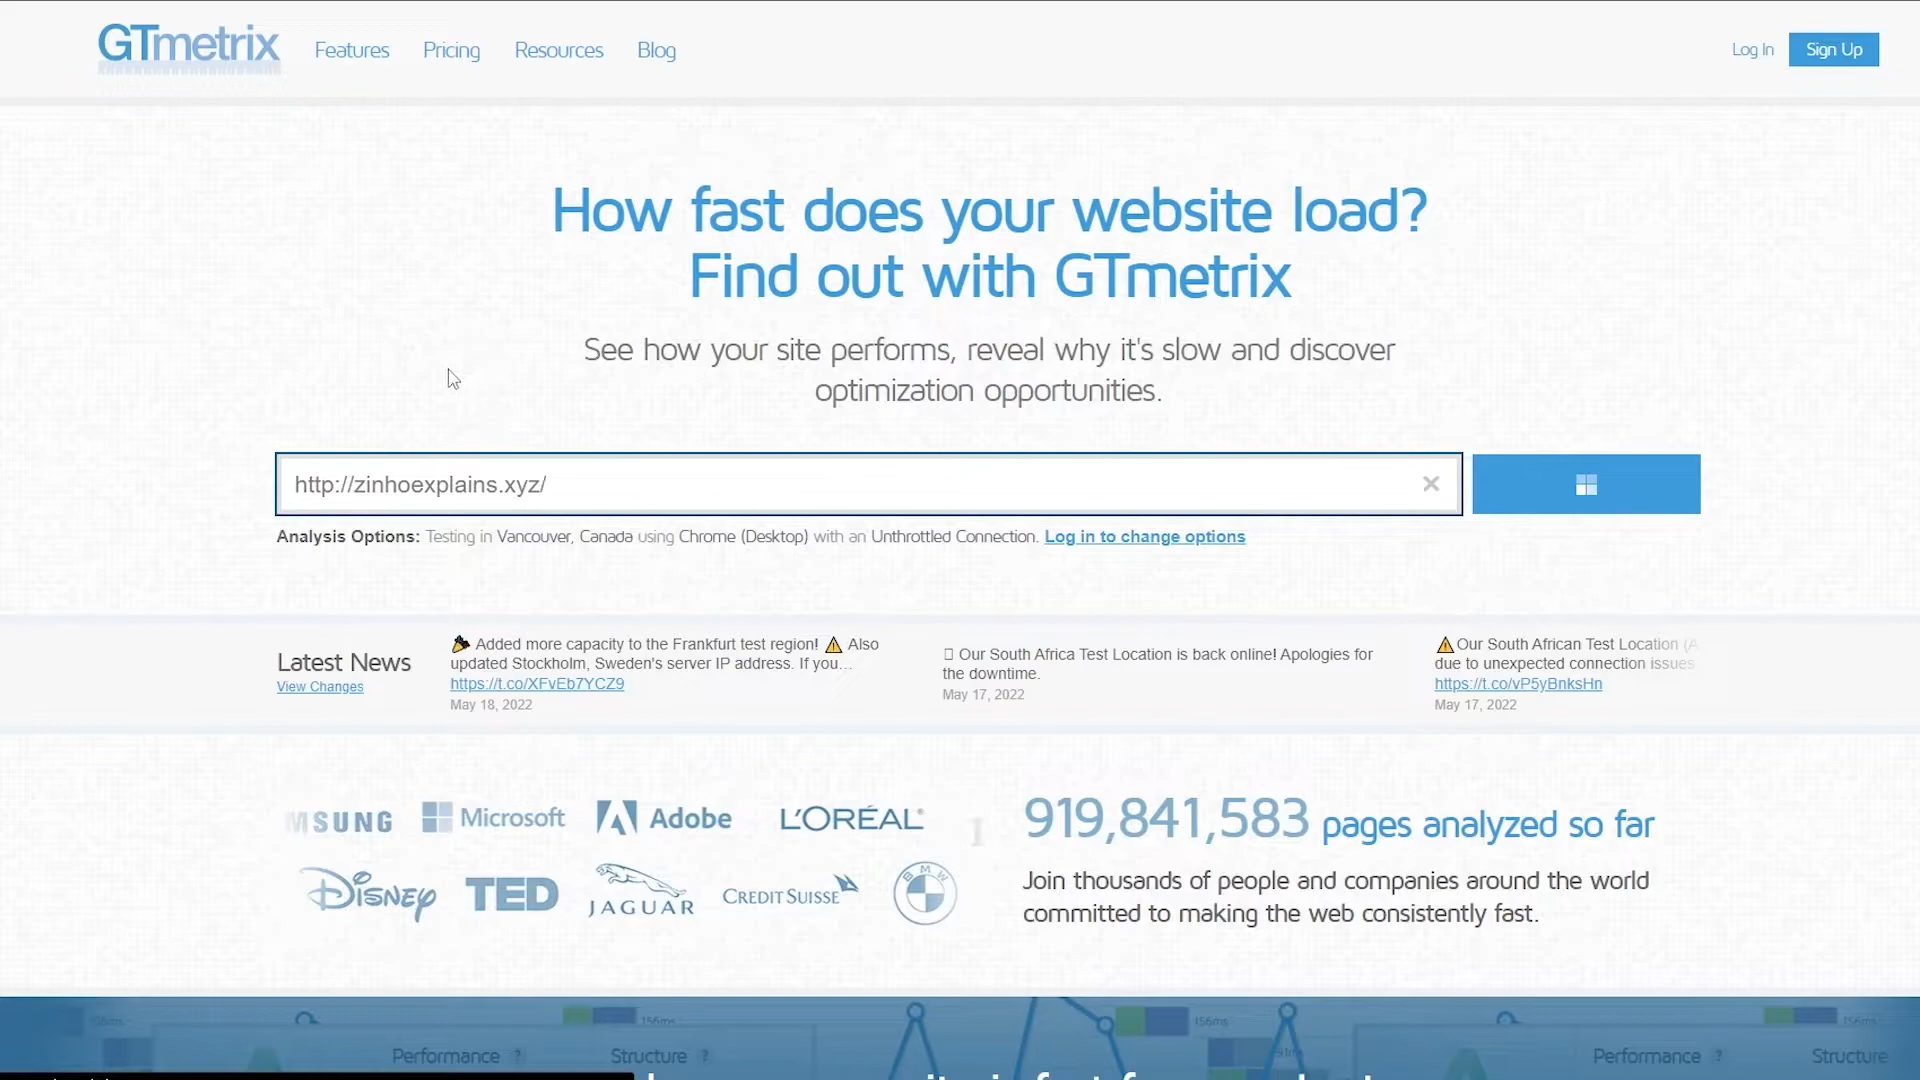 GTmetrix
Features
Pricing
Resources
Blog
Log In
Sign Up
How fast does your website load?
Find out with GTmetrix
See how your site performs, reveal why it's slow and discover
optimization opportunities.
http://zinhoexplains.xyz/
Analysis Options: Testing in Vancouver, Canada using Chrome (Desktop) with an Unthrottled Connection. Log in to change options
Latest News
View Changes
Added more capacity to the Frankfurt test region! ⚠ Also
updated Stockholm, Sweden's server IP address. If you…
https://t.co/XFvEb7YCZ9
May 18, 2022
Our South Africa Test Location is back online! Apologies for
the downtime.
May 17, 2022
⚠ Our South African Test Location (A
due to unexpected connection issues
https://t.co/vP5yBnksHn
May 17, 2022
MSUNG
Microsoft
Adobe
L'ORÉAL
DISNEY
TED
JAGUAR
CREDIT SUISSE
BMW
919,841,583 pages analyzed so far
Join thousands of people and companies around the world
committed to making the web consistently fast.
156ms
156ms
156ms
Performance ?
Structure ?
Performance ?
Structure